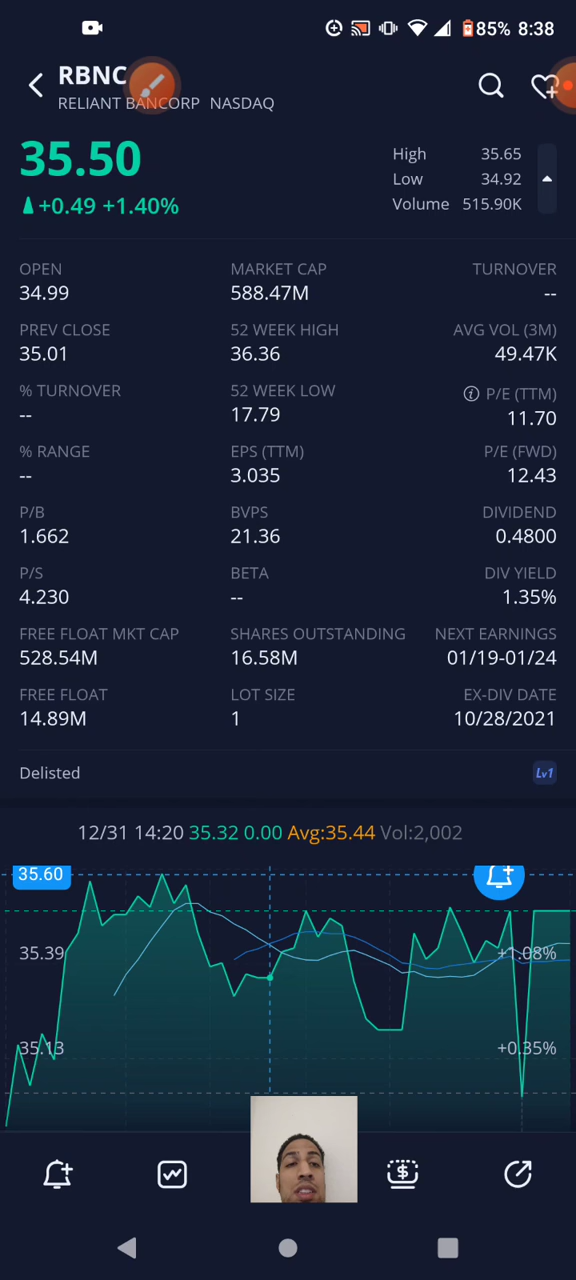 85% 8:38
RBNC
RELIANT BANCORP NASDAQ
35.50
+0.49 +1.40%
High 35.65
Low 34.92
Volume 515.90K
OPEN MARKET CAP TURNOVER
34.99 588.47M --
PREV CLOSE 52 WEEK HIGH AVG VOL (3M)
35.01 36.36 49.47K
% TURNOVER 52 WEEK LOW P/E (TTM)
-- 17.79 11.70
% RANGE EPS (TTM) P/E (FWD)
-- 3.035 12.43
P/B BVPS DIVIDEND
1.662 21.36 0.4800
P/S BETA DIV YIELD
4.230 -- 1.35%
FREE FLOAT MKT CAP SHARES OUTSTANDING NEXT EARNINGS
528.54M 16.58M 01/19-01/24
FREE FLOAT LOT SIZE EX-DIV DATE
14.89M 1 10/28/2021
Delisted Lv1
12/31 14:20 35.32 0.00 Avg:35.44 Vol:2,002
35.60
35.39
35.13 +0.35%